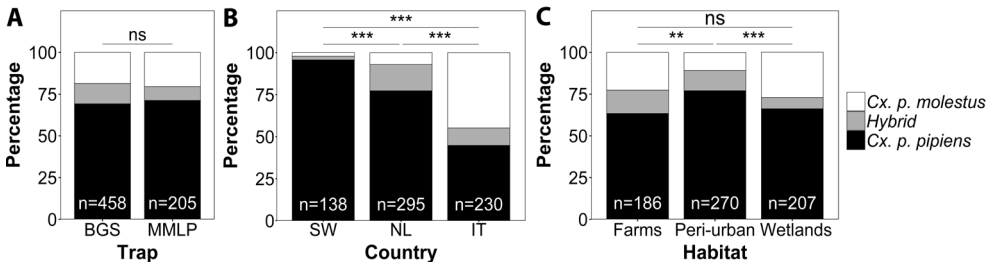 A
ns
Percentage
100
75
50
25
0
n=458
n=205
BGS
MMLP
Trap
B
***
***
***
Percentage
100
75
50
25
0
n=138
n=295
n=230
SW
NL
IT
Country
C
ns
**
***
Percentage
100
75
50
25
0
n=186
n=270
n=207
Farms
Peri-urban
Wetlands
Habitat
Cx. p. molestus
Hybrid
Cx. p. pipiens